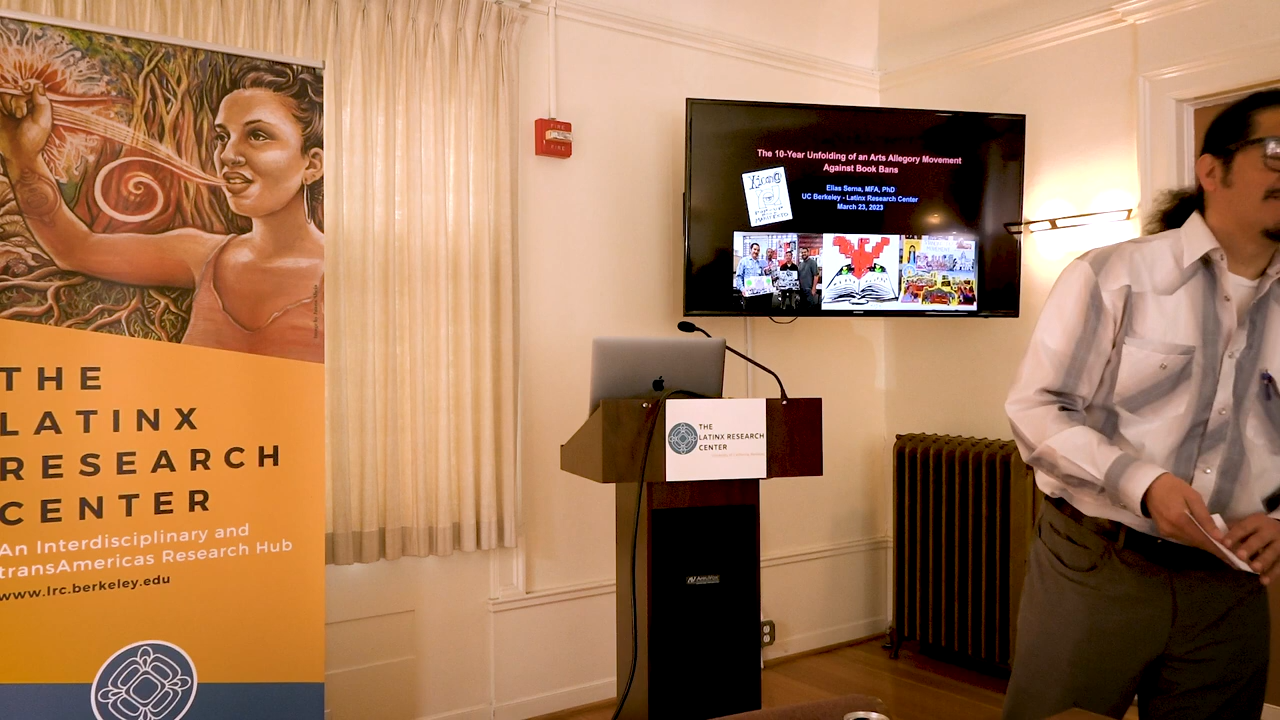 THE
LATINX
RESEARCH
CENTER
An Interdisciplinary and
transAmericas Research Hub
www.lrc.berkeley.edu
FIRE
FIRE
The 10-Year Unfolding of an Arts Allegory Movement
Against Book Bans
Elias Serna, MFA, PhD
UC Berkeley - Latinx Research Center
March 23, 2023
MANIFESTO
THE
LATINX RESEARCH
CENTER